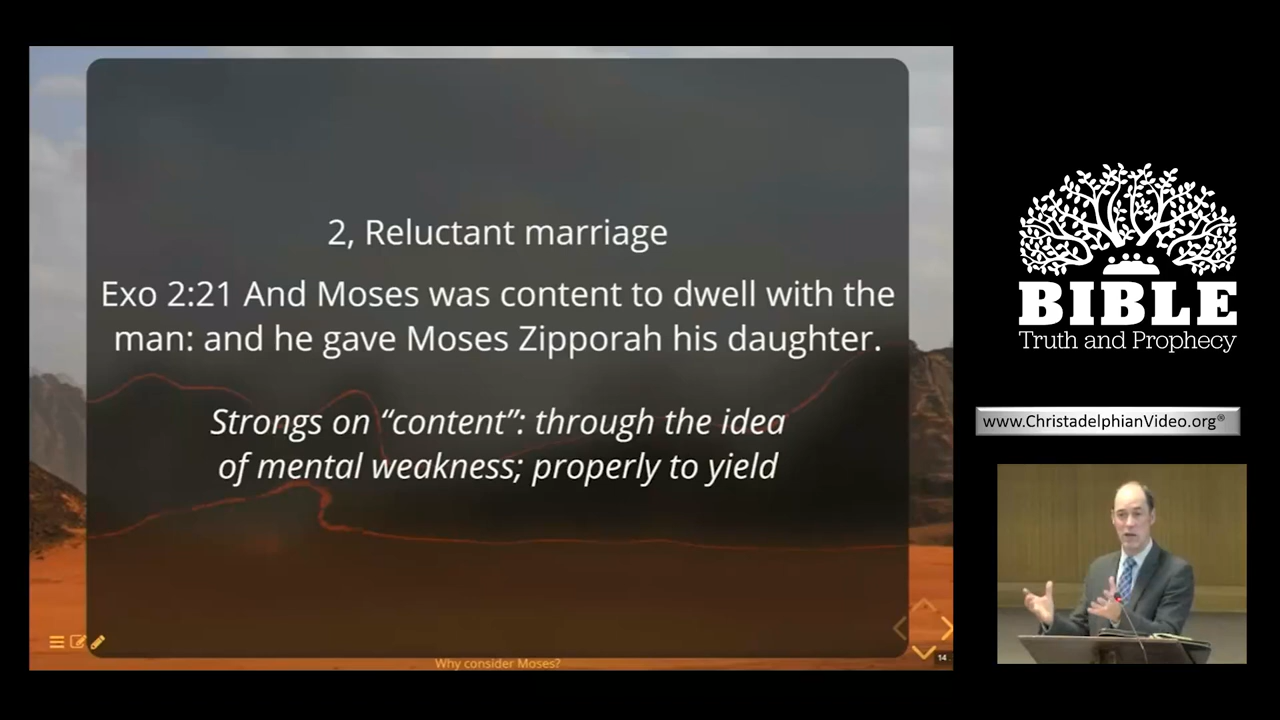 2, Reluctant marriage
Exo 2:21 And Moses was content to dwell with the
man: and he gave Moses Zipporah his daughter.
Strongs on “content”: through the idea
of mental weakness; properly to yield
Why consider Moses?
14
BIBLE
Truth and Prophecy
www.ChristadelphianVideo.org®